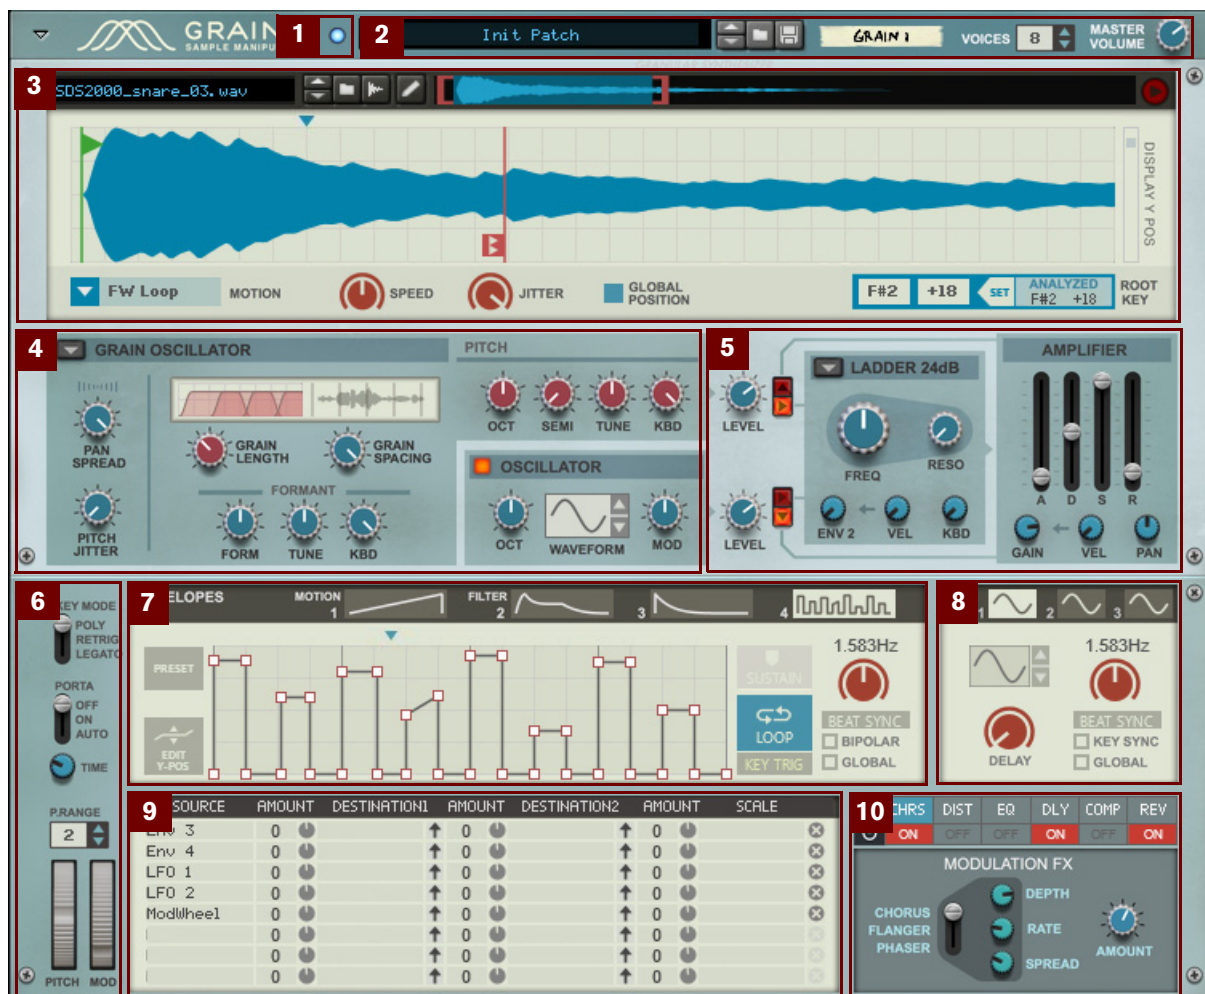 GRAIN
SAMPLE MANIPU
1
2
Init Patch
GRAIN 1
VOICES 8
MASTER
VOLUME
3
SDS2000_snare_03.wav
DISPLAY Y POS
FW Loop
MOTION
SPEED
JITTER
GLOBAL
POSITION
F#2 +18
SET
ANALYZED
F#2 +18
ROOT
KEY
4
GRAIN OSCILLATOR
PITCH
PAN
SPREAD
GRAIN
LENGTH
GRAIN
SPACING
OCT SEMI TUNE KBD
PITCH
JITTER
FORMANT
FORM TUNE KBD
OSCILLATOR
OCT WAVEFORM MOD
5
LEVEL
LEVEL
LADDER 24dB
FREQ
RESO
ENV 2 VEL KBD
AMPLIFIER
A D S R
GAIN VEL PAN
6
KEY MODE
POLY
RETRIG
LEGATO
PORTA
OFF
ON
AUTO
TIME
P.RANGE
2
PITCH MOD
7
ELOPES
MOTION
1
FILTER
2
3
4
PRESET
EDIT
Y-POS
SUSTAIN
LOOP
KEY TRIG
1.583Hz
BEAT SYNC
BIPOLAR
GLOBAL
8
1 2 3
1.583Hz
DELAY
BEAT SYNC
KEY SYNC
GLOBAL
9
SOURCE AMOUNT DESTINATION1 AMOUNT DESTINATION2 AMOUNT SCALE
Env 3 0 0 0
Env 4 0 0 0
LFO 1 0 0 0
LFO 2 0 0 0
ModWheel 0 0 0
0 0 0
0 0 0
0 0 0
10
CHRS DIST EQ DLY COMP REV
ON OFF OFF ON OFF ON
MODULATION FX
CHORUS
FLANGER
PHASER
DEPTH
RATE
SPREAD
AMOUNT